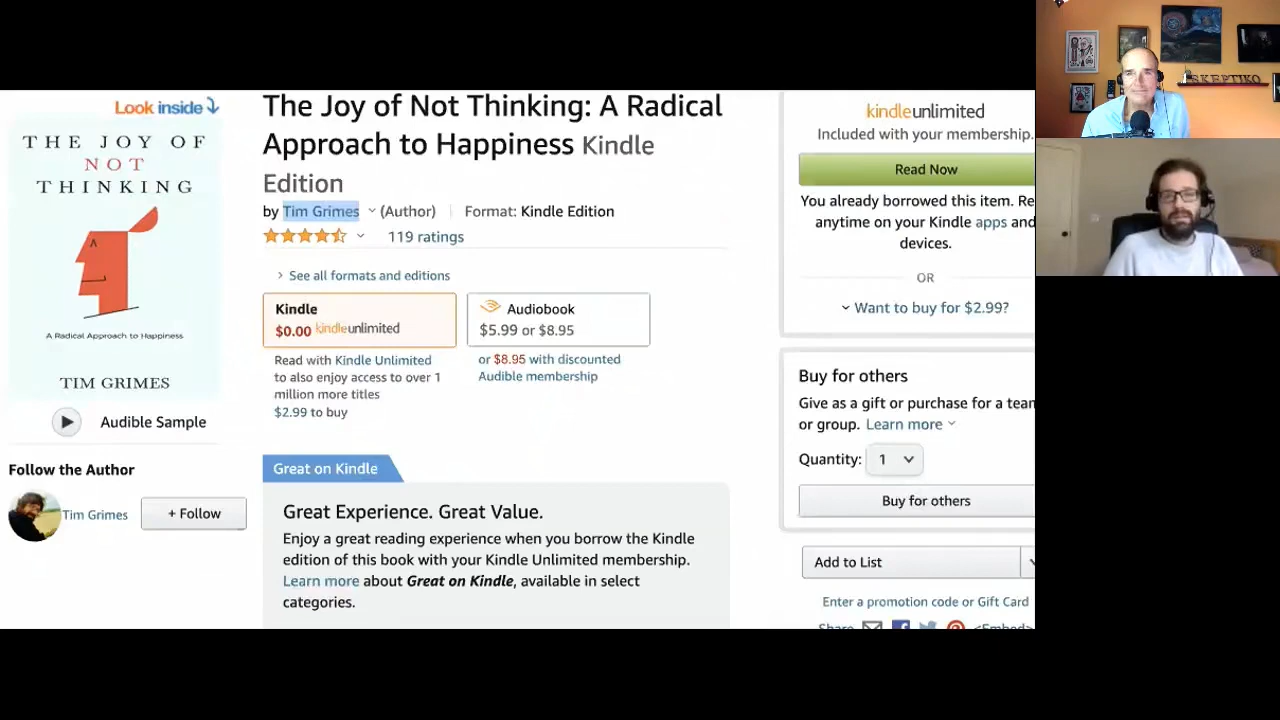 Look inside
THE JOY OF
NOT
THINKING
A Radical Approach to Happiness
TIM GRIMES
Audible Sample
Follow the Author
Tim Grimes
+ Follow
The Joy of Not Thinking: A Radical
Approach to Happiness Kindle
Edition
by Tim Grimes (Author) Format: Kindle Edition
119 ratings
See all formats and editions
Kindle
$0.00 kindleunlimited
Read with Kindle Unlimited
to also enjoy access to over 1
million more titles
$2.99 to buy
Audiobook
$5.99 or $8.95
or $8.95 with discounted
Audible membership
Great on Kindle
Great Experience. Great Value.
Enjoy a great reading experience when you borrow the Kindle
edition of this book with your Kindle Unlimited membership.
Learn more about Great on Kindle, available in select
categories.
kindleunlimited
Included with your membership.
Read Now
You already borrowed this item. Re
anytime on your Kindle apps and
devices.
OR
Want to buy for $2.99?
Buy for others
Give as a gift or purchase for a team
or group. Learn more
Quantity: 1
Buy for others
Add to List
Enter a promotion code or Gift Card
Share <Embed>
SKEPTIKO